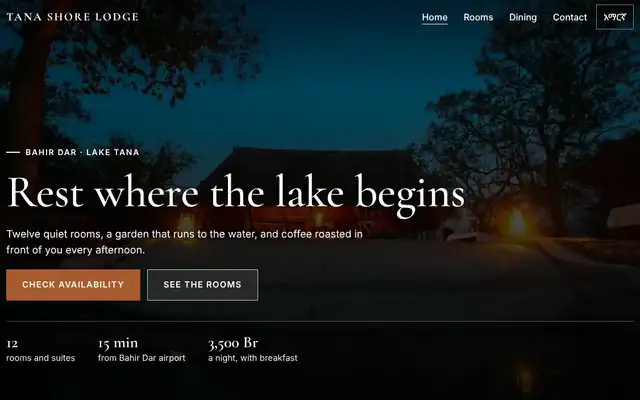 TANA SHORE LODGE
Home Rooms Dining Contact አማርኛ
BAHIR DAR · LAKE TANA
Rest where the lake begins
Twelve quiet rooms, a garden that runs to the water, and coffee roasted in
front of you every afternoon.
CHECK AVAILABILITY SEE THE ROOMS
12 15 min 3,500 Br
rooms and suites from Bahir Dar airport a night, with breakfast